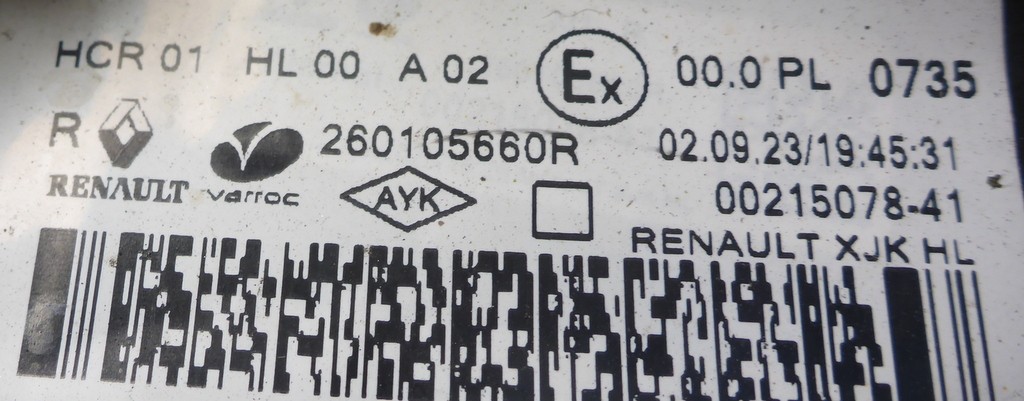 HCR 01 HL 00 A 02 Ex 00.0 PL 0735
R 260105660R 02.09.23/19:45:31
RENAULT varroc AYK 00215078-41
RENAULT XJK HL